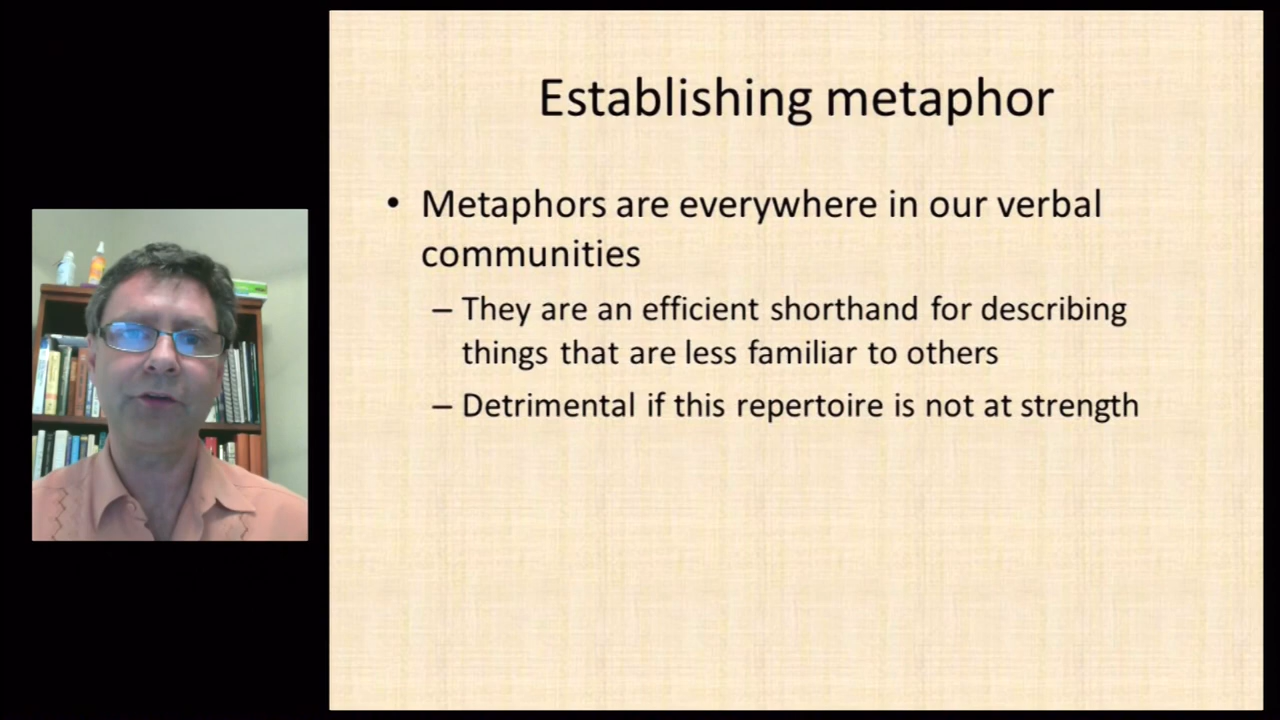 Establishing metaphor
• Metaphors are everywhere in our verbal
communities
– They are an efficient shorthand for describing
things that are less familiar to others
– Detrimental if this repertoire is not at strength